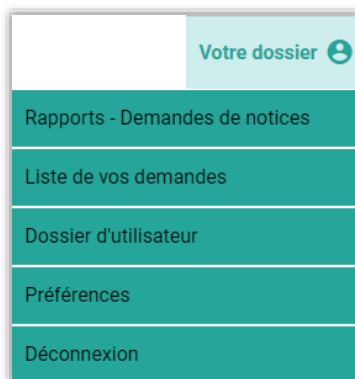 Votre dossier
Rapports - Demandes de notices
Liste de vos demandes
Dossier d'utilisateur
Préférences
Déconnexion